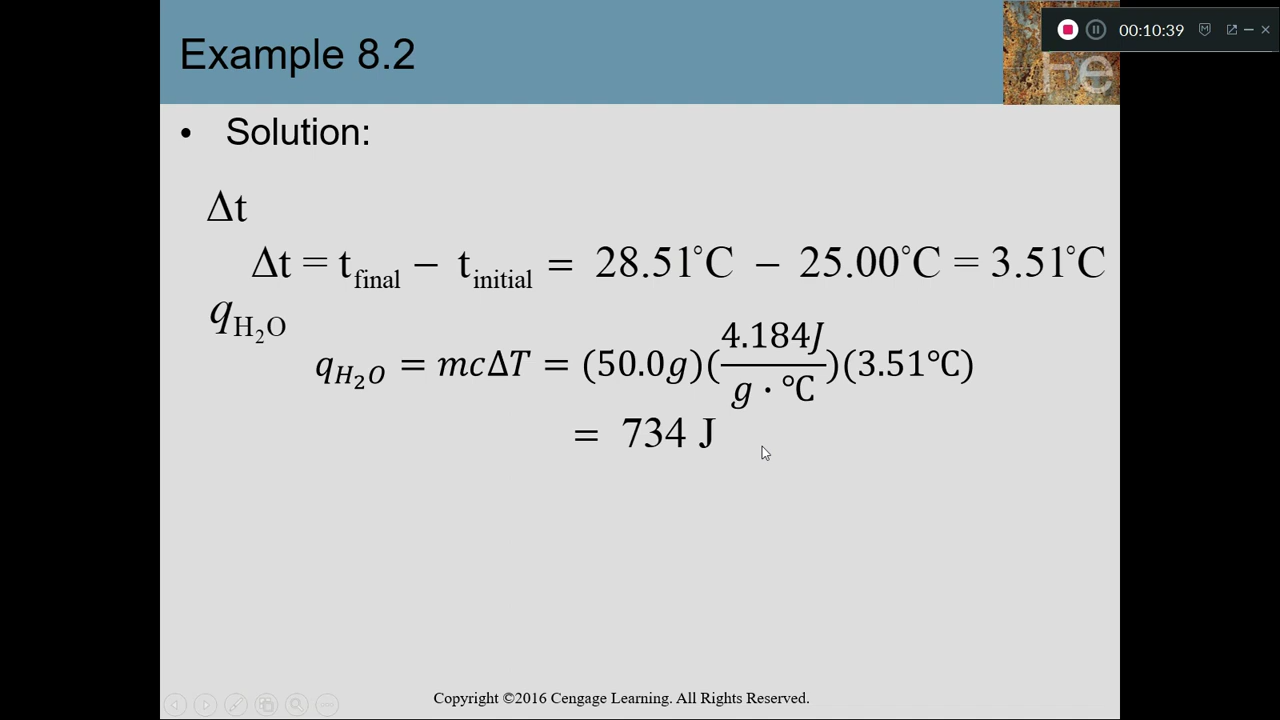 Example 8.2
Fe
00:10:39
• Solution:
Δt
Δt = t_final − t_initial = 28.51°C − 25.00°C = 3.51°C
q_H₂O
q_H₂O = mcΔT = (50.0g)(4.184J / g · °C)(3.51°C)
= 734 J
Copyright ©2016 Cengage Learning. All Rights Reserved.